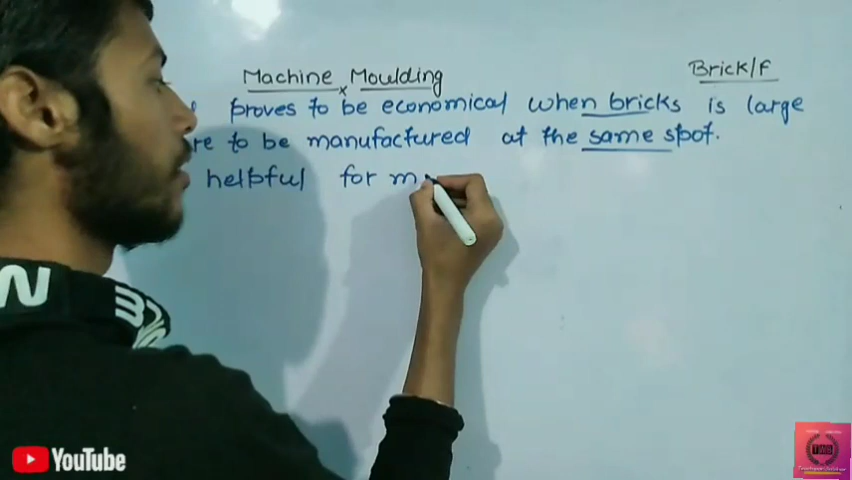 Machine Moulding
Brick/f
proves to be economical when bricks is large
re to be manufactured at the same spot.
helpful for m
YouTube
TWB